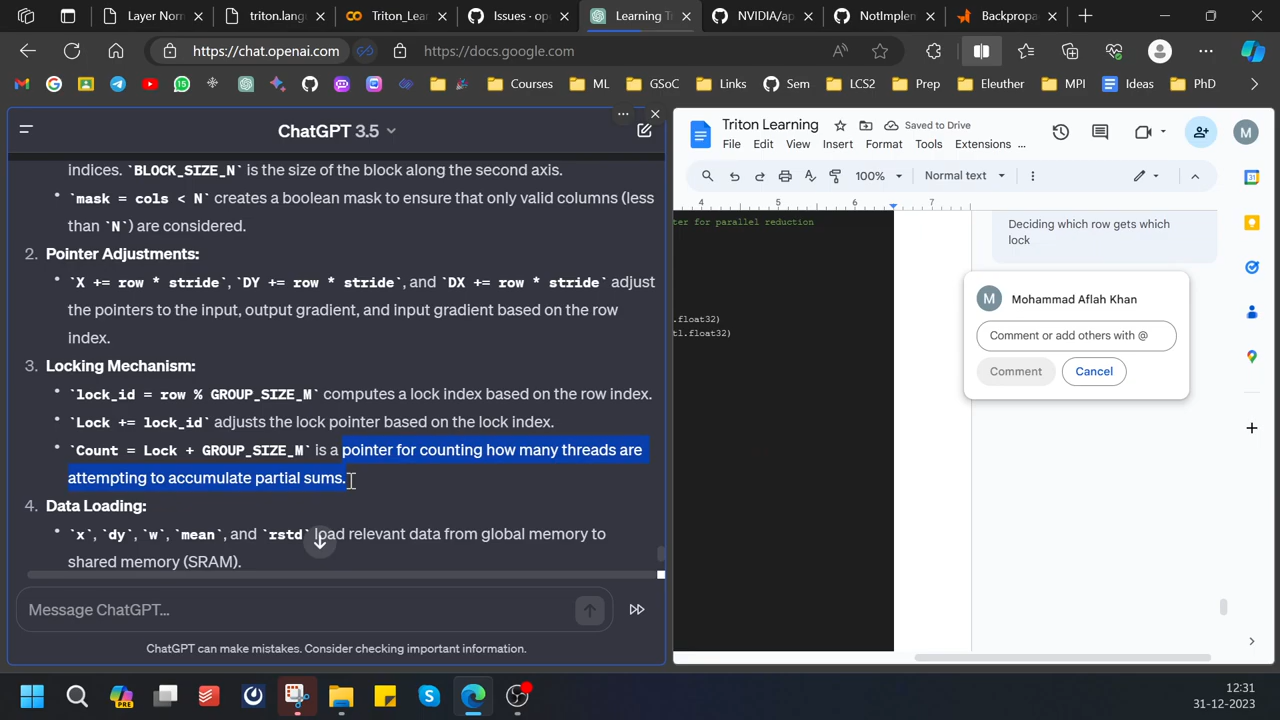 Layer Norm
triton.lang
Triton_Lea
Issues · op
Learning T
NVIDIA/ap
NotImplem
Backpropa
https://chat.openai.com
https://docs.google.com
Courses
ML
GSoC
Links
Sem
LCS2
Prep
Eleuther
MPI
Ideas
PhD
ChatGPT 3.5
indices. `BLOCK_SIZE_N` is the size of the block along the second axis.
`mask = cols < N` creates a boolean mask to ensure that only valid columns (less
than `N`) are considered.
2. Pointer Adjustments:
`X += row * stride`, `DY += row * stride`, and `DX += row * stride` adjust
the pointers to the input, output gradient, and input gradient based on the row
index.
3. Locking Mechanism:
`lock_id = row % GROUP_SIZE_M` computes a lock index based on the row index.
`Lock += lock_id` adjusts the lock pointer based on the lock index.
`Count = Lock + GROUP_SIZE_M` is a pointer for counting how many threads are
attempting to accumulate partial sums.
4. Data Loading:
`x`, `dy`, `w`, `mean`, and `rstd` load relevant data from global memory to
shared memory (SRAM).
Message ChatGPT...
ChatGPT can make mistakes. Consider checking important information.
Triton Learning
Saved to Drive
File Edit View Insert Format Tools Extensions ...
100%
Normal text
4 5 6 7
ter for parallel reduction
.float32)
tl.float32)
Deciding which row gets which
lock
M
Mohammad Aflah Khan
Comment or add others with @
Comment
Cancel
M
31
PRE
12:31
31-12-2023